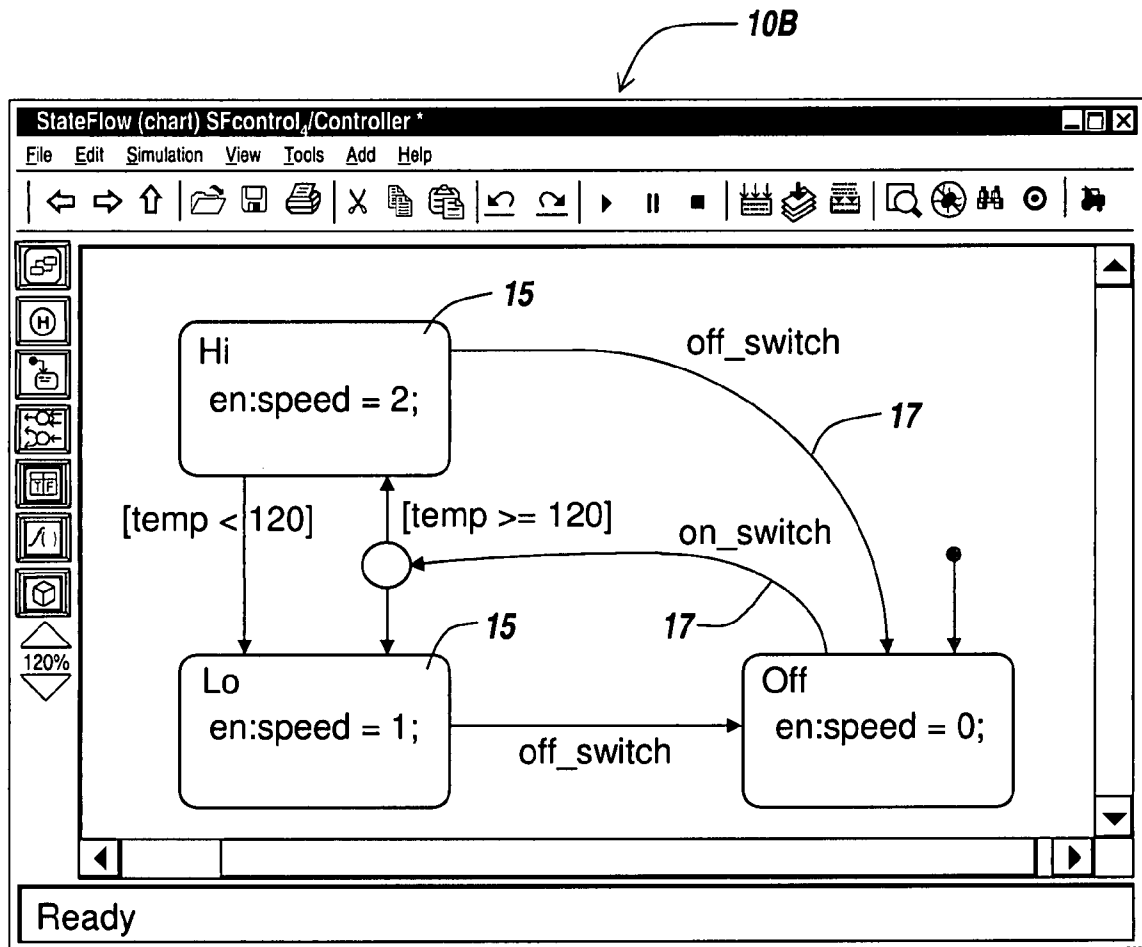 10B
StateFlow (chart) SFcontrol₄/Controller *
File Edit Simulation View Tools Add Help
H
T F
f( )
120%
15
Hi
en:speed = 2;
off_switch
17
[temp < 120]
[temp >= 120]
on_switch
17
15
Lo
en:speed = 1;
off_switch
Off
en:speed = 0;
Ready